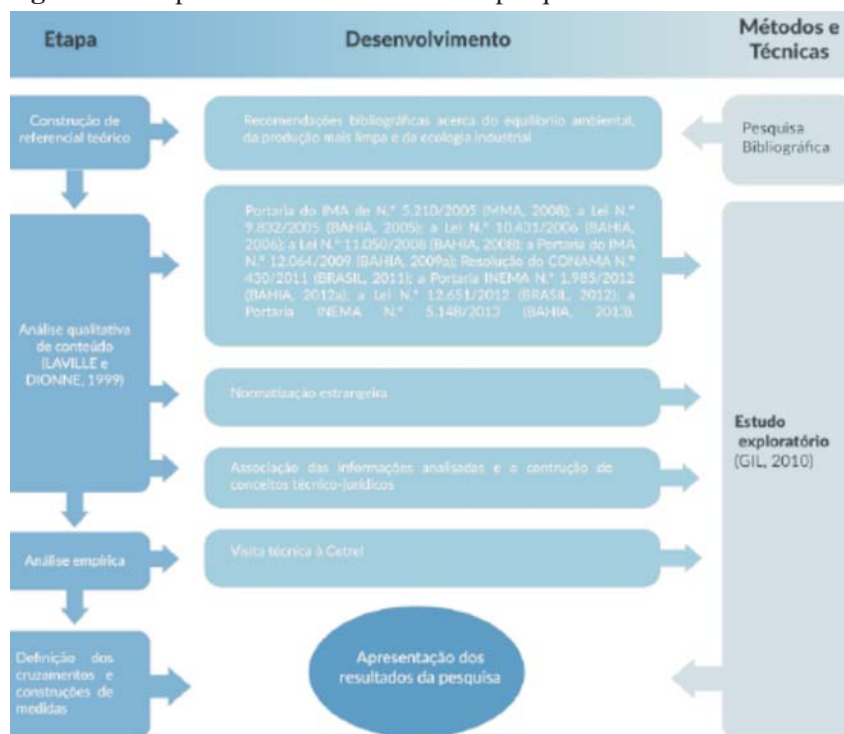 Etapa
Desenvolvimento
Métodos e
Técnicas
Construção de
referencial teórico
Recomendações bibliográficas acerca do equilíbrio ambiental,
da produção mais limpa e da ecologia industrial
Pesquisa
Bibliográfica
Análise qualitativa
de conteúdo
(LAVILLE e
DIONNE, 1999)
Portaria do IMA de N.º 5.210/2005 (MMA, 2008); a Lei N.º
9.832/2005 (BAHIA, 2005); a Lei N.º 10.431/2006 (BAHIA,
2006); a Lei N.º 11.050/2008 (BAHIA, 2008); a Portaria do IMA
N.º 12.064/2009 (BAHIA, 2009a); Resolução do CONAMA N.º
430/2011 (BRASIL, 2011); a Portaria INEMA N.º 1.985/2012
(BAHIA, 2012a); a Lei N.º 12.651/2012 (BRASIL, 2012); a
Portaria INEMA N.º 5.148/2013 (BAHIA, 2013).
Normatização estrangeira
Associação das informações analisadas e a contrução de
conceitos técnico-jurídicos
Estudo
exploratório
(GIL, 2010)
Análise empírica
Visita técnica à Cetrel
Definição dos
cruzamentos e
construções de
medidas
Apresentação dos
resultados da pesquisa